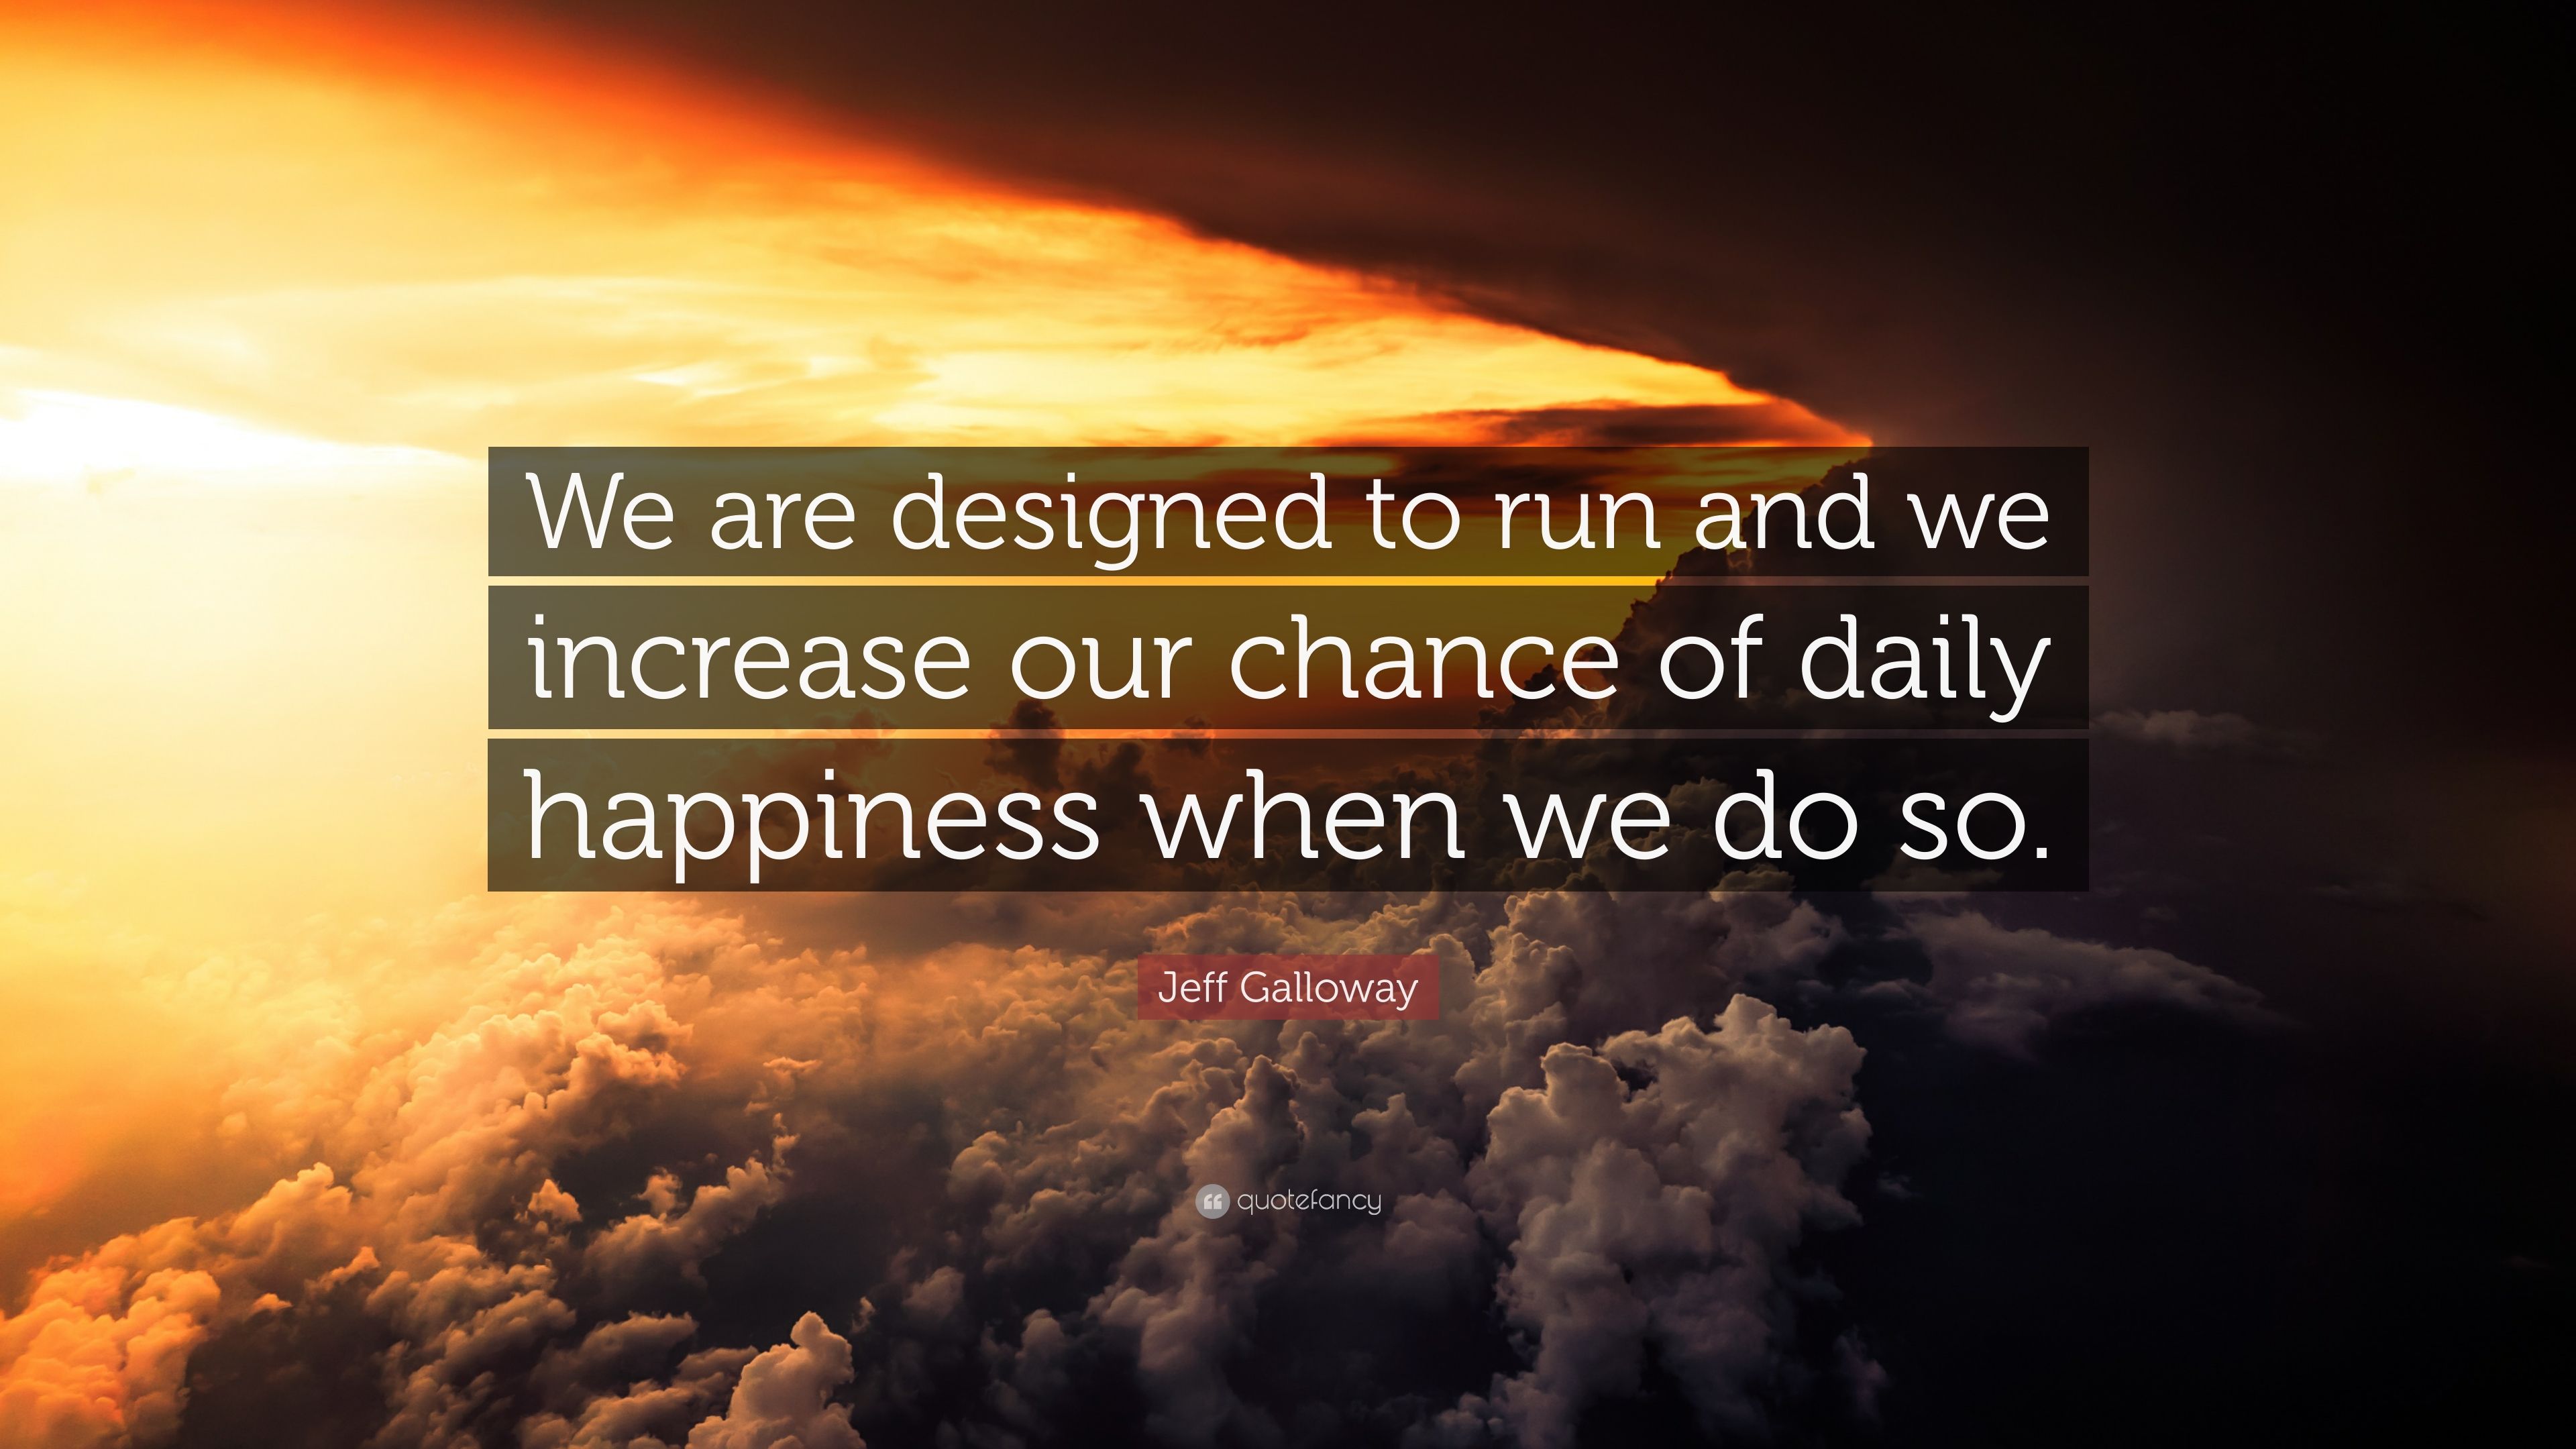 We are designed to run and we
increase our chance of daily
happiness when we do so.
Jeff Galloway
quotefancy